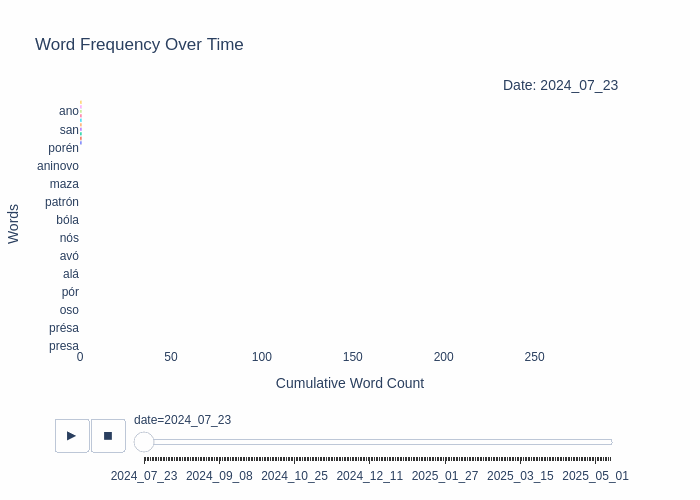 Word Frequency Over Time
Date: 2024_07_23
Words
ano
san
porén
aninovo
maza
patrón
bóla
nós
avó
alá
pór
oso
présa
presa
0 50 100 150 200 250
Cumulative Word Count
date=2024_07_23
2024_07_23 2024_09_08 2024_10_25 2024_12_11 2025_01_27 2025_03_15 2025_05_01